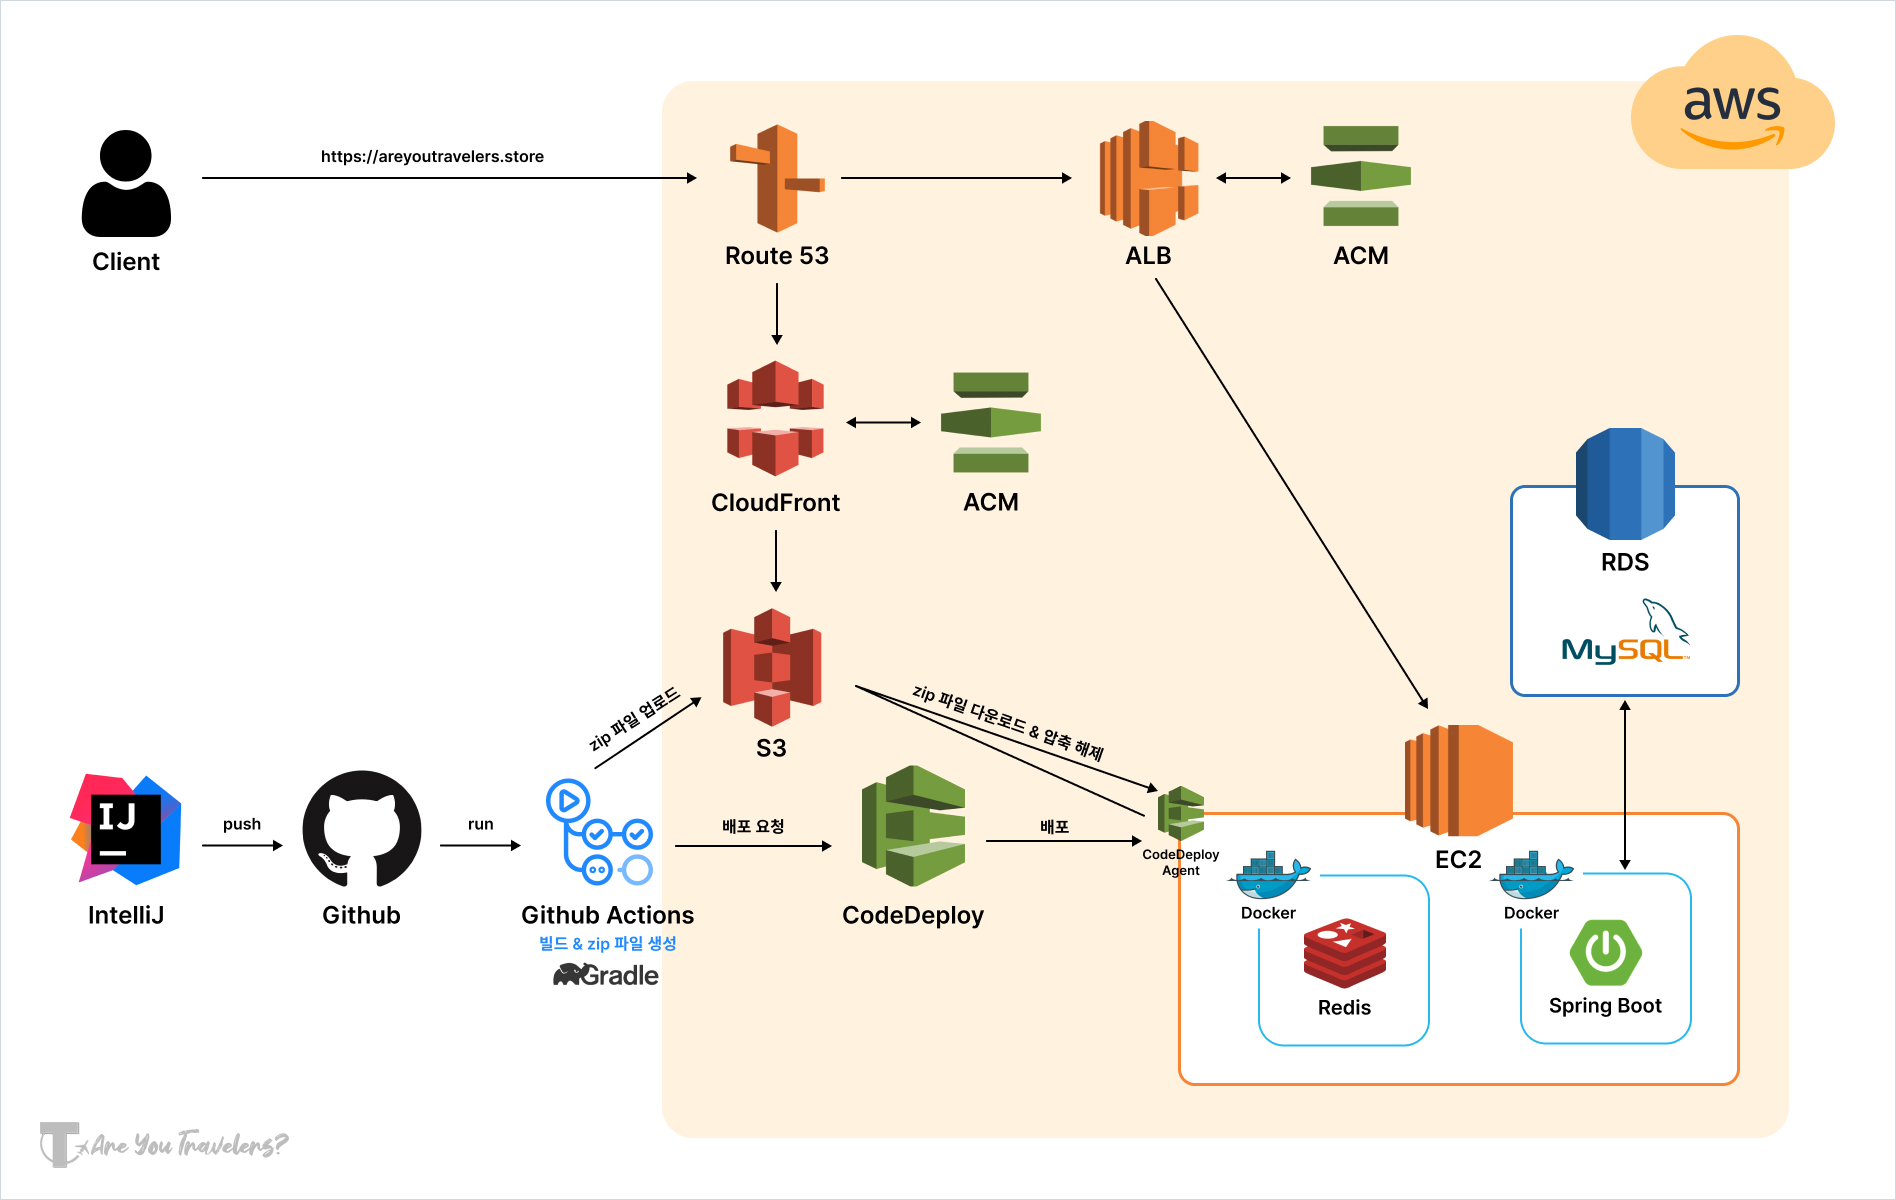 aws
https://areyoutravelers.store
Client
Route 53
ALB
ACM
CloudFront
ACM
RDS
MySQL
TM
zip 파일 업로드
S3
zip 파일 다운로드 & 압축 해제
IJ
push
run
배포 요청
배포
CodeDeploy
Agent
EC2
IntelliJ
Github
Github Actions
빌드 & zip 파일 생성
Gradle
CodeDeploy
Docker
Docker
Redis
Spring Boot
T Are You Travelers?